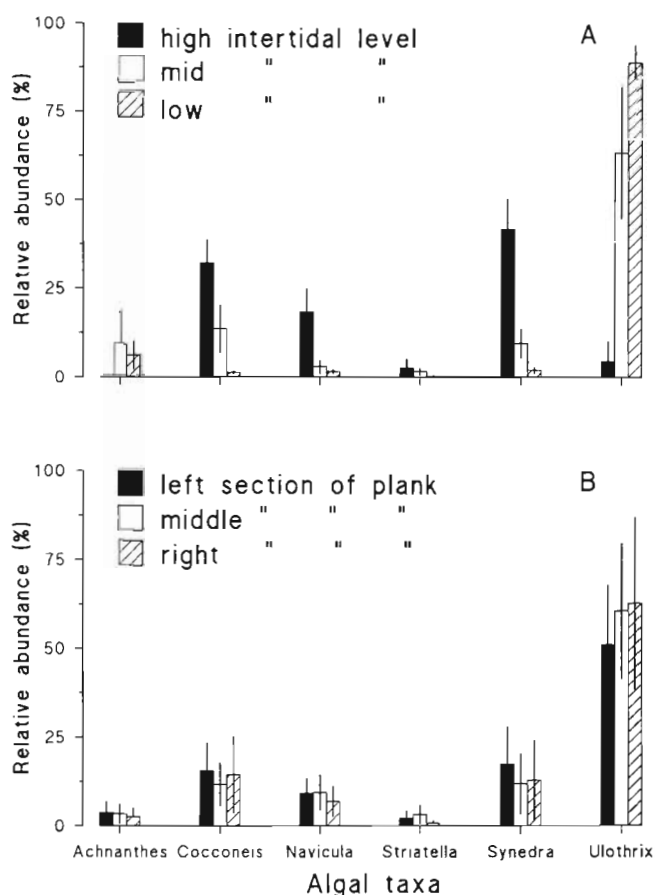 A
high intertidal level
mid " "
low " "
100
75
50
25
0
Relative abundance (%)
B
left section of plank
middle " " "
right " " "
100
75
50
25
0
Relative abundance (%)
Achnanthes Cocconeis Navicula Striatella Synedra Ulothrix
Algal taxa